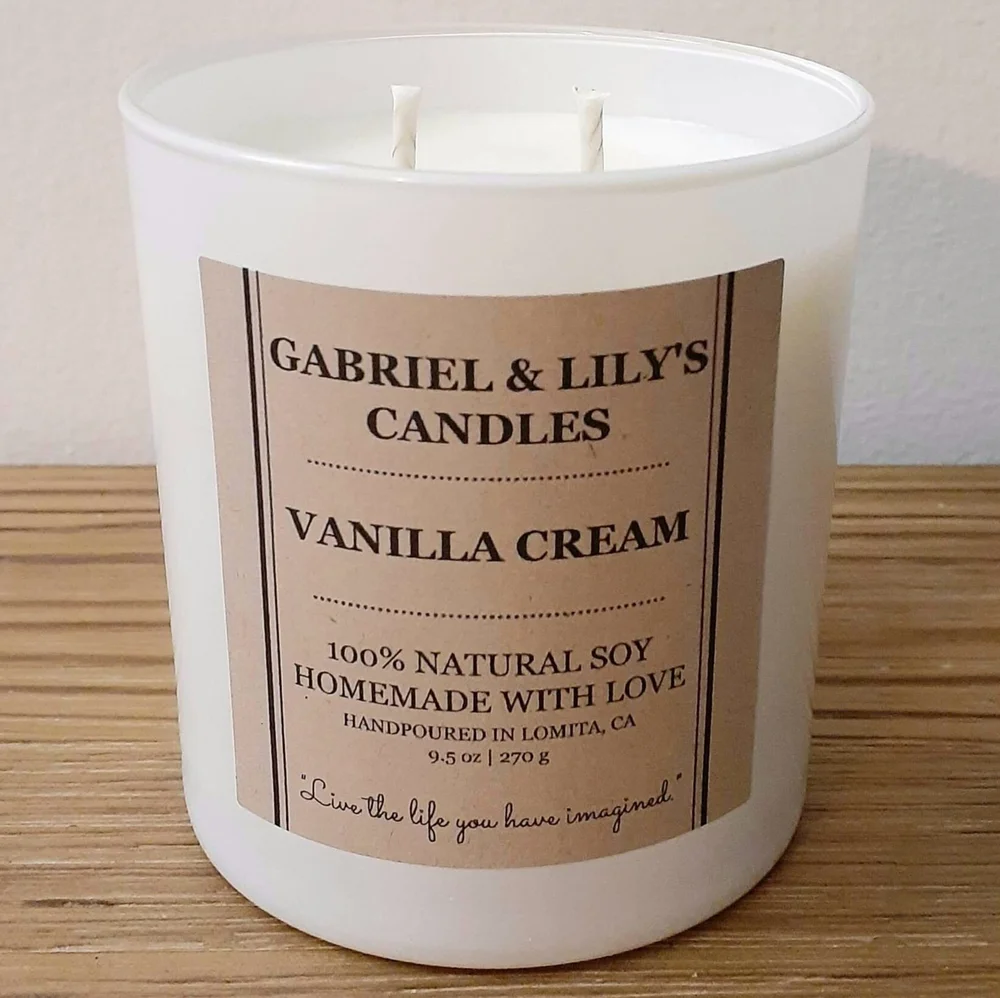 GABRIEL & LILY'S
CANDLES
VANILLA CREAM
100% NATURAL SOY
HOMEMADE WITH LOVE
HANDPOURED IN LOMITA, CA
9.5 oz | 270 g
"Live the life you have imagined."